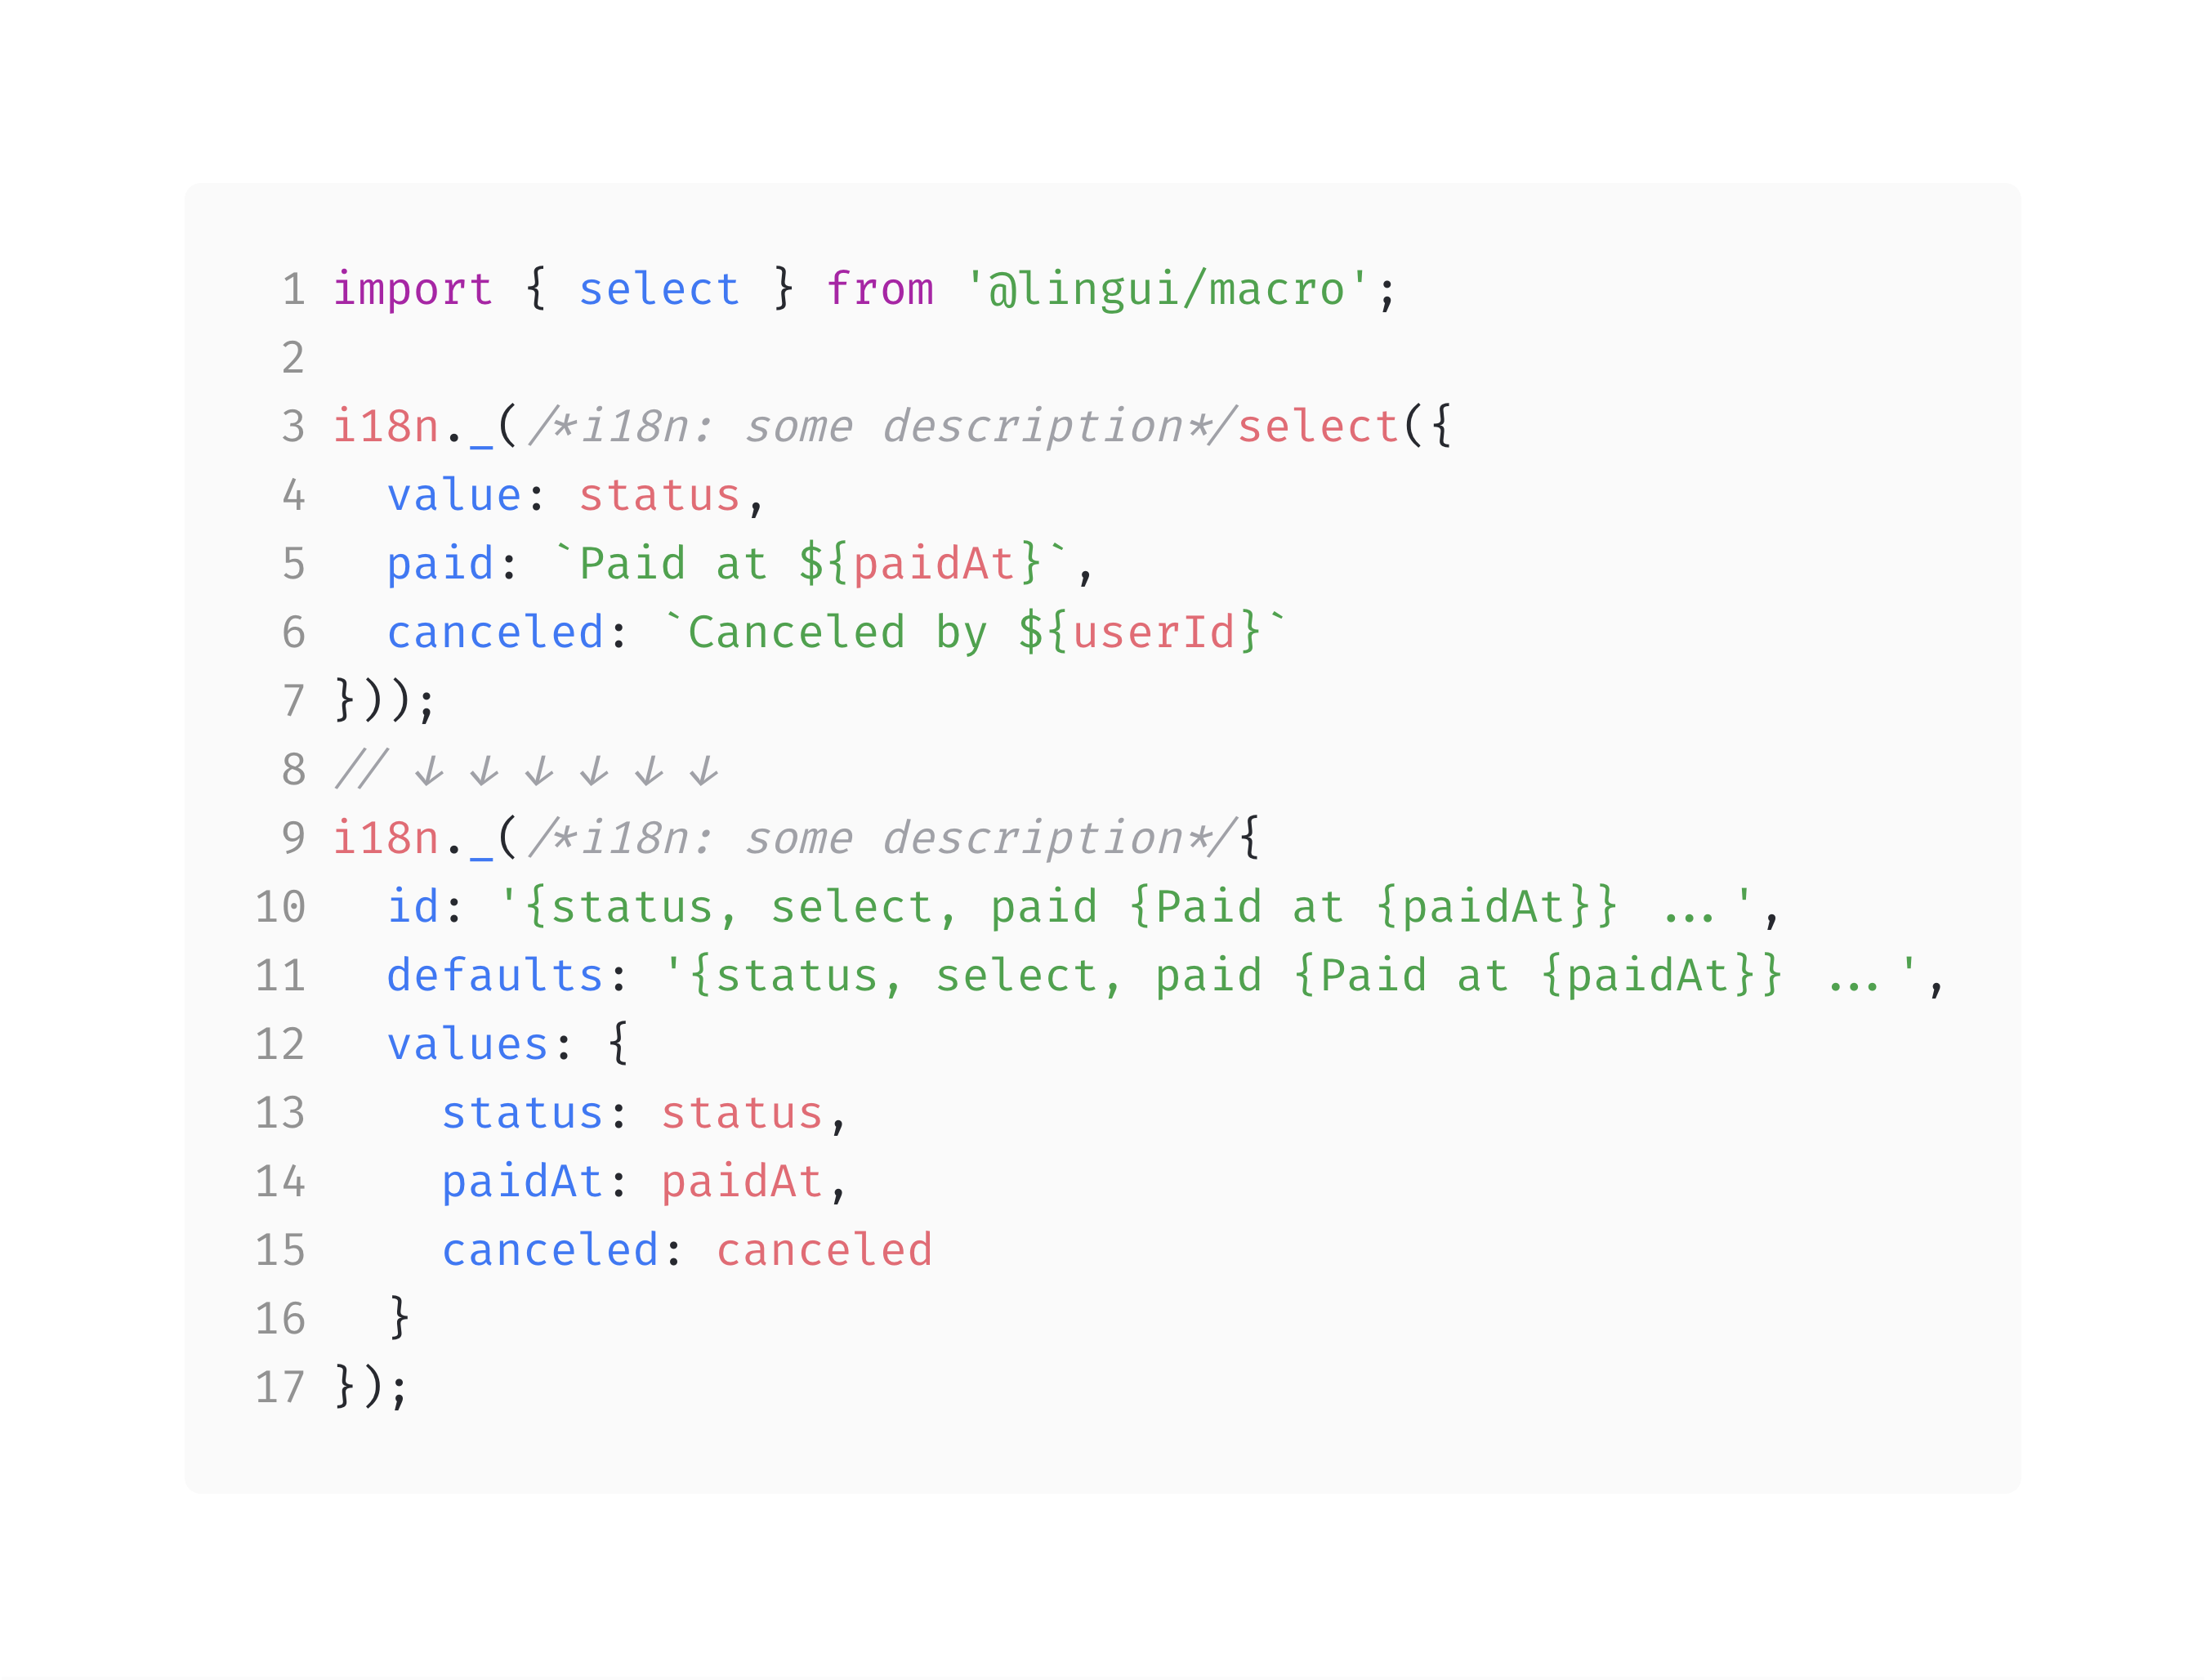 1 import { select } from '@lingui/macro';
2
3 i18n._(/*i18n: some description*/select({
4   value: status,
5   paid: `Paid at ${paidAt}`,
6   canceled: `Canceled by ${userId}`
7 }));
8 // ↓ ↓ ↓ ↓ ↓ ↓
9 i18n._(/*i18n: some description*/{
10   id: '{status, select, paid {Paid at {paidAt}} ...',
11   defaults: '{status, select, paid {Paid at {paidAt}} ...',
12   values: {
13     status: status,
14     paidAt: paidAt,
15     canceled: canceled
16   }
17 });